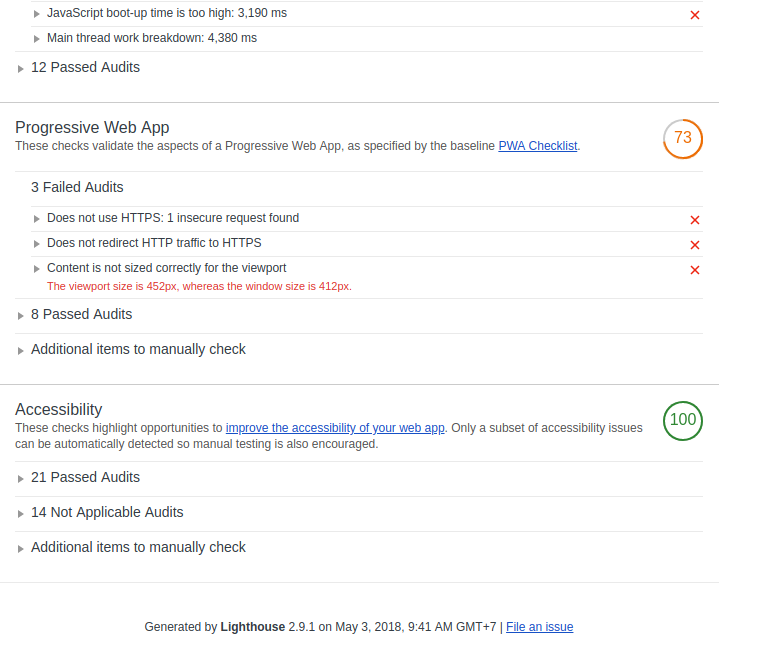 JavaScript boot-up time is too high: 3,190 ms
Main thread work breakdown: 4,380 ms
12 Passed Audits
Progressive Web App
73
These checks validate the aspects of a Progressive Web App, as specified by the baseline PWA Checklist.
3 Failed Audits
Does not use HTTPS: 1 insecure request found
Does not redirect HTTP traffic to HTTPS
Content is not sized correctly for the viewport
The viewport size is 452px, whereas the window size is 412px.
8 Passed Audits
Additional items to manually check
Accessibility
100
These checks highlight opportunities to improve the accessibility of your web app. Only a subset of accessibility issues
can be automatically detected so manual testing is also encouraged.
21 Passed Audits
14 Not Applicable Audits
Additional items to manually check
Generated by Lighthouse 2.9.1 on May 3, 2018, 9:41 AM GMT+7 | File an issue